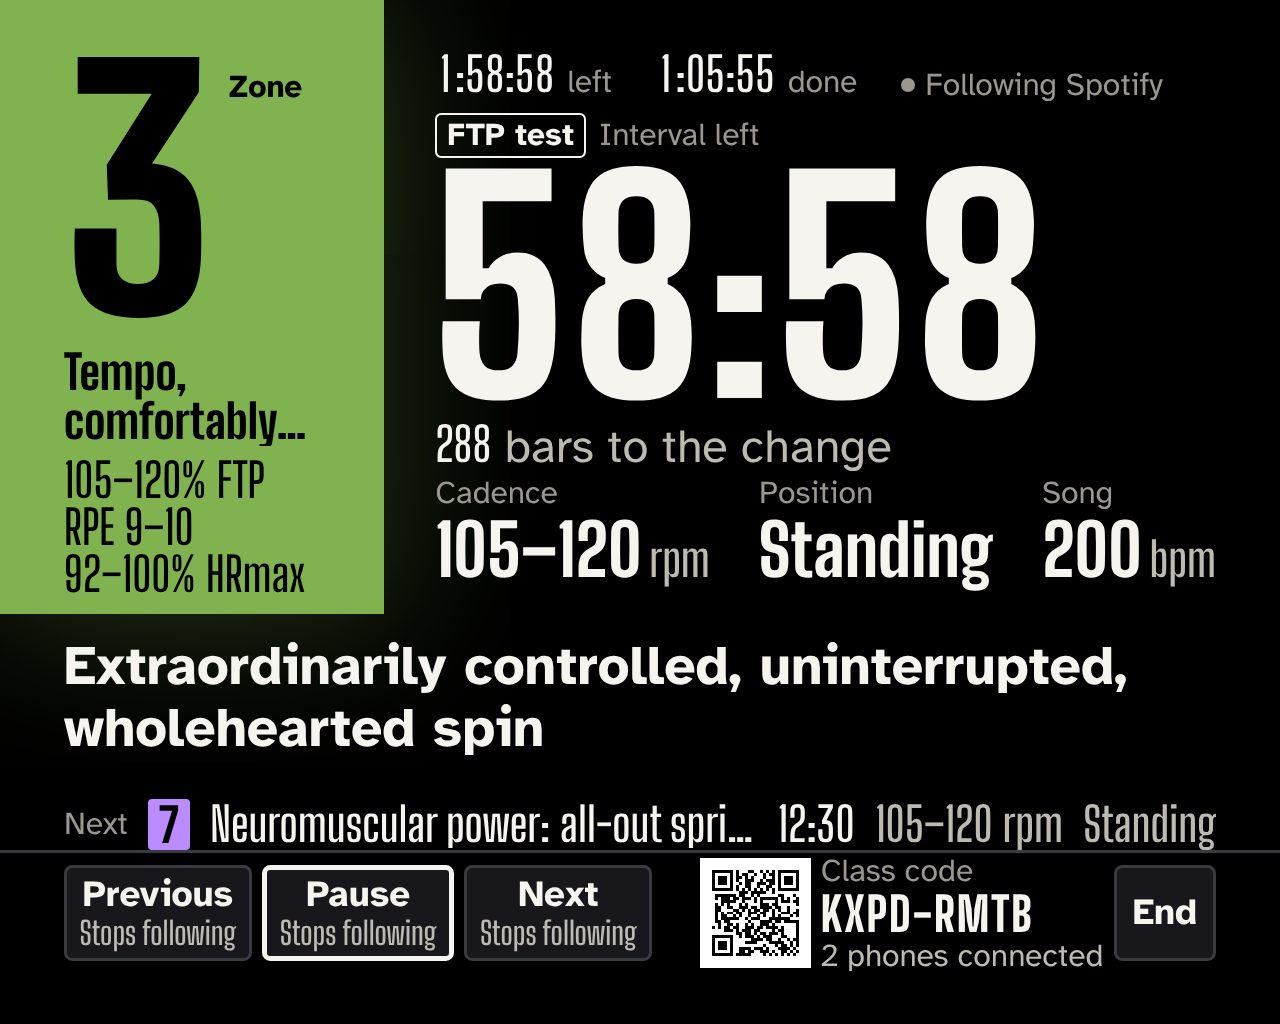 3 Zone
Tempo,
comfortably...
105–120% FTP
RPE 9–10
92–100% HRmax
1:58:58 left 1:05:55 done ● Following Spotify
FTP test Interval left
58:58
288 bars to the change
Cadence Position Song
105–120 rpm Standing 200 bpm
Extraordinarily controlled, uninterrupted,
wholehearted spin
Next 7 Neuromuscular power: all-out spri... 12:30 105–120 rpm Standing
Previous
Stops following
Pause
Stops following
Next
Stops following
Class code
KXPD-RMTB
2 phones connected
End